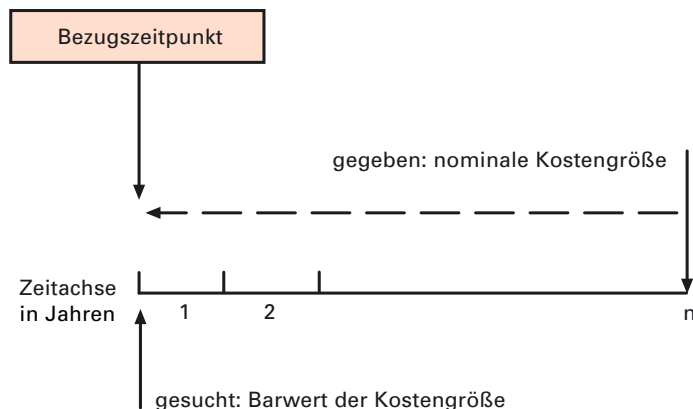 Bezugszeitpunkt
gegeben: nominale Kostengröße
Zeitachse
in Jahren
1
2
n
gesucht: Barwert der Kostengröße